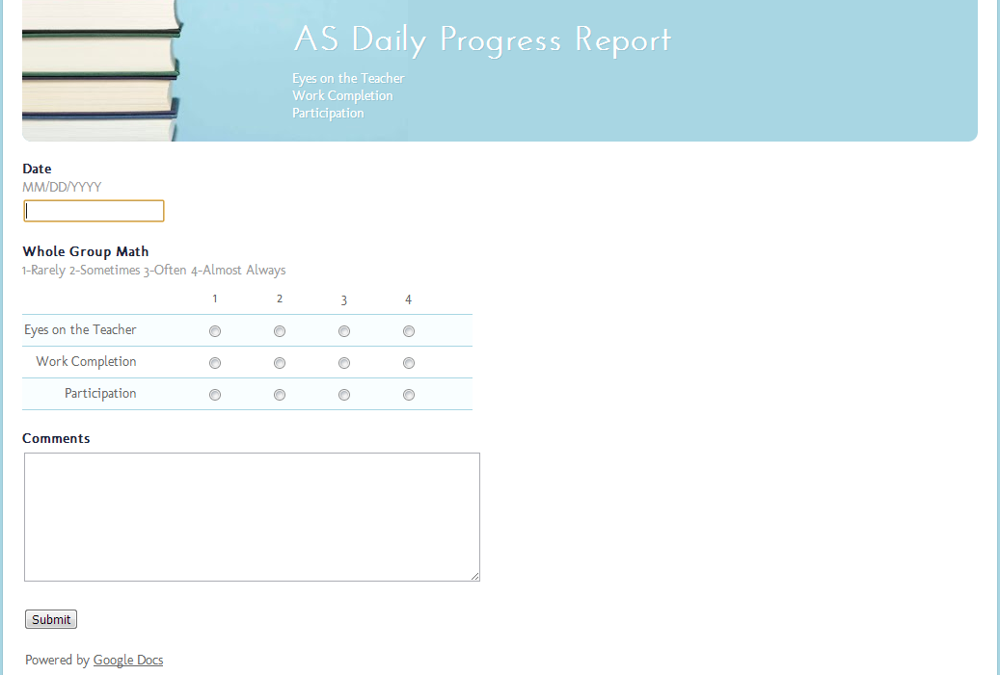 AS Daily Progress Report
Eyes on the Teacher
Work Completion
Participation
Date
MM/DD/YYYY
Whole Group Math
1-Rarely 2-Sometimes 3-Often 4-Almost Always
1 2 3 4
Eyes on the Teacher
Work Completion
Participation
Comments
Submit
Powered by Google Docs